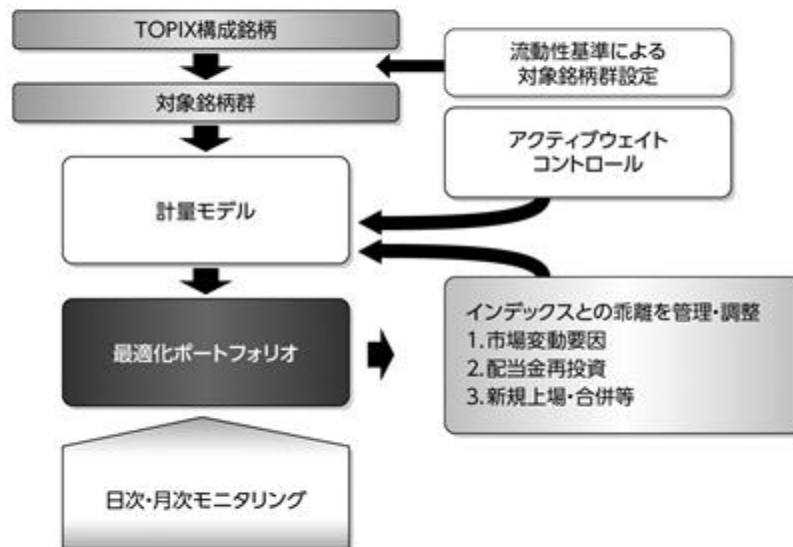 TOPIX構成銘柄
流動性基準による
対象銘柄群設定
対象銘柄群
アクティブウェイト
コントロール
計量モデル
インデックスとの乖離を管理・調整
1.市場変動要因
2.配当金再投資
3.新規上場・合併等
最適化ポートフォリオ
日次・月次モニタリング